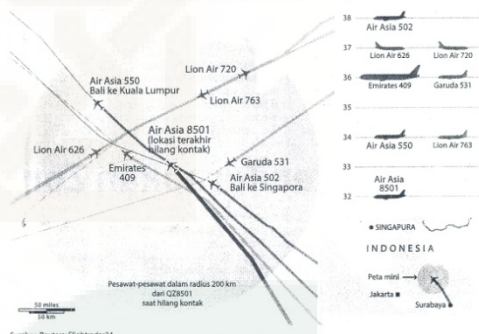 Lion Air 720
Air Asia 550
Bali ke Kuala Lumpur
Lion Air 763
Air Asia 8501
(lokasi terakhir
hilang kontak)
Lion Air 626
Emirates
409
Garuda 531
Air Asia 502
Bali ke Singapora
Pesawat-pesawat dalam radius 200 km
dari QZ8501
saat hilang kontak
50 miles
50 km
38
Air Asia 502
37
Lion Air 626
Lion Air 720
36
Emirates 409
Garuda 531
35
34
Air Asia 550
Lion Air 763
33
Air Asia
8501
32
SINGAPURA
INDONESIA
Peta mini
Jakarta
Surabaya